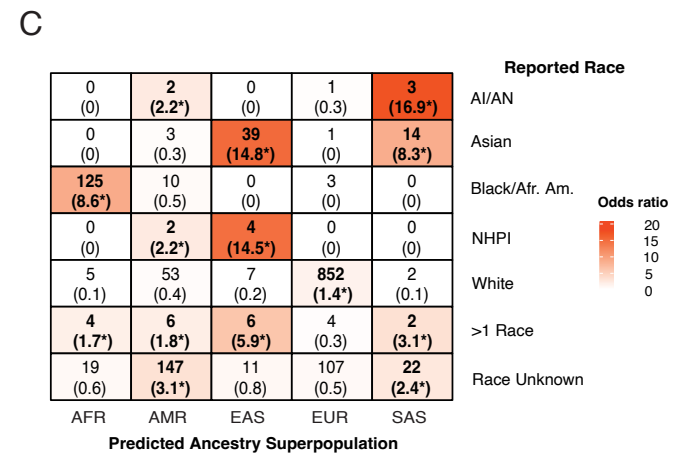 C
Reported Race
0 2 0 1 3
(0) (2.2*) (0) (0.3) (16.9*)
AI/AN
0 3 39 1 14
(0) (0.3) (14.8*) (0) (8.3*)
Asian
125 10 0 3 0
(8.6*) (0.5) (0) (0) (0)
Black/Afr. Am.
0 2 4 0 0
(0) (2.2*) (14.5*) (0) (0)
NHPI
5 53 7 852 2
(0.1) (0.4) (0.2) (1.4*) (0.1)
White
4 6 6 4 2
(1.7*) (1.8*) (5.9*) (0.3) (3.1*)
>1 Race
19 147 11 107 22
(0.6) (3.1*) (0.8) (0.5) (2.4*)
Race Unknown
AFR AMR EAS EUR SAS
Predicted Ancestry Superpopulation
Odds ratio
20
15
10
5
0